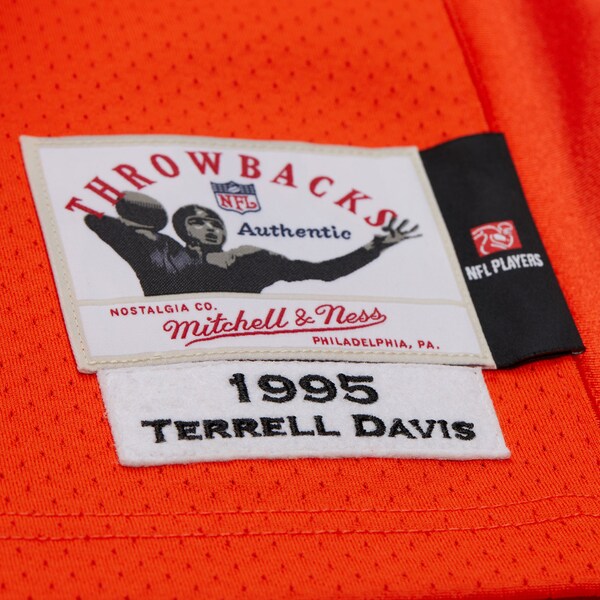 THROWBACKS
NFL
Authentic
NOSTALGIA CO.
Mitchell & Ness
PHILADELPHIA, PA.
NFL PLAYERS
1995
TERRELL DAVIS